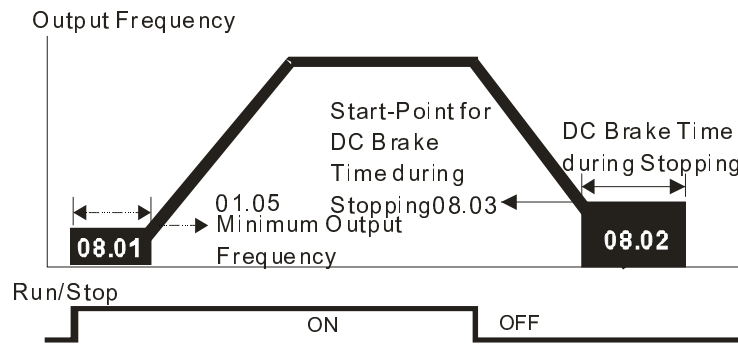 Output Frequency
Start-Point for
DC Brake
Time during
Stopping08.03
DC Brake Time
during Stopping
01.05
Minimum Output
Frequency
08.01
08.02
Run/Stop
ON
OFF